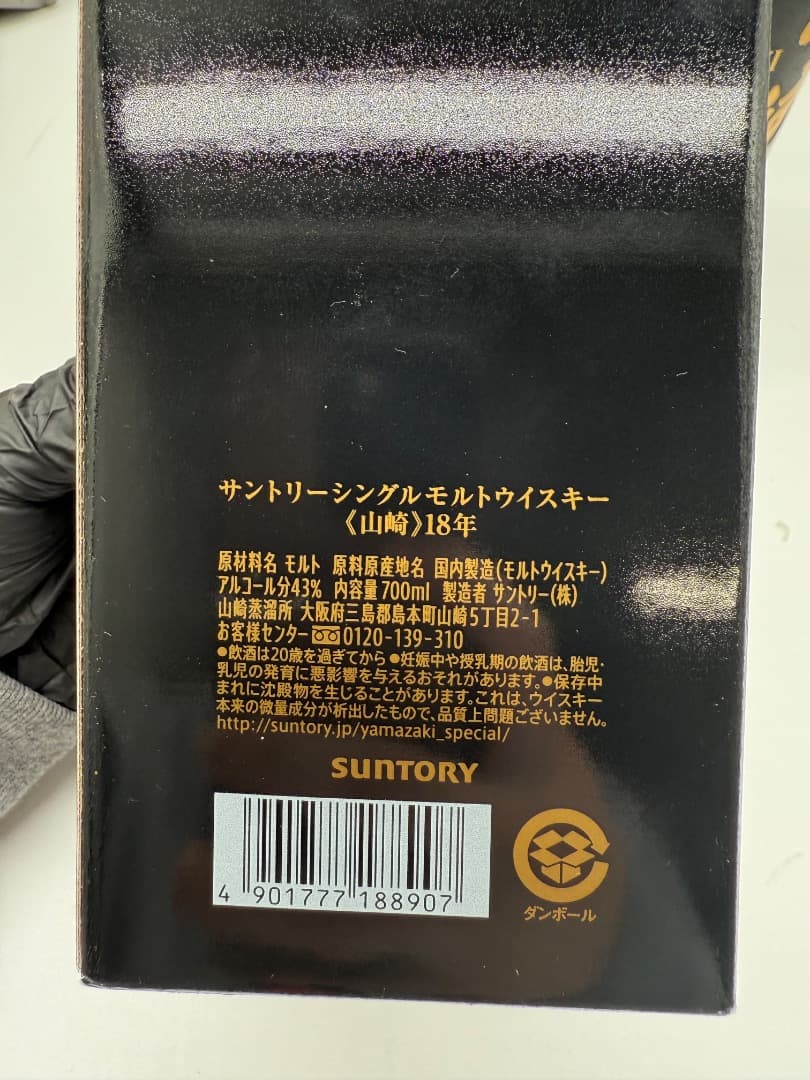 サントリーシングルモルトウイスキー
《山崎》18年
原材料名 モルト 原料原産地名 国内製造(モルトウイスキー)
アルコール分43% 内容量700ml 製造者 サントリー(株)
山崎蒸溜所 大阪府三島郡島本町山崎5丁目2-1
お客様センター 0120-139-310
●飲酒は20歳を過ぎてから ●妊娠中や授乳期の飲酒は、胎児・
乳児の発育に悪影響を与えるおそれがあります。●保存中
まれに沈殿物を生じることがあります。これは、ウイスキー
本来の微量成分が析出したもので、品質上問題ございません。
http://suntory.jp/yamazaki_special/
SUNTORY
4 901777 188907
ダンボール